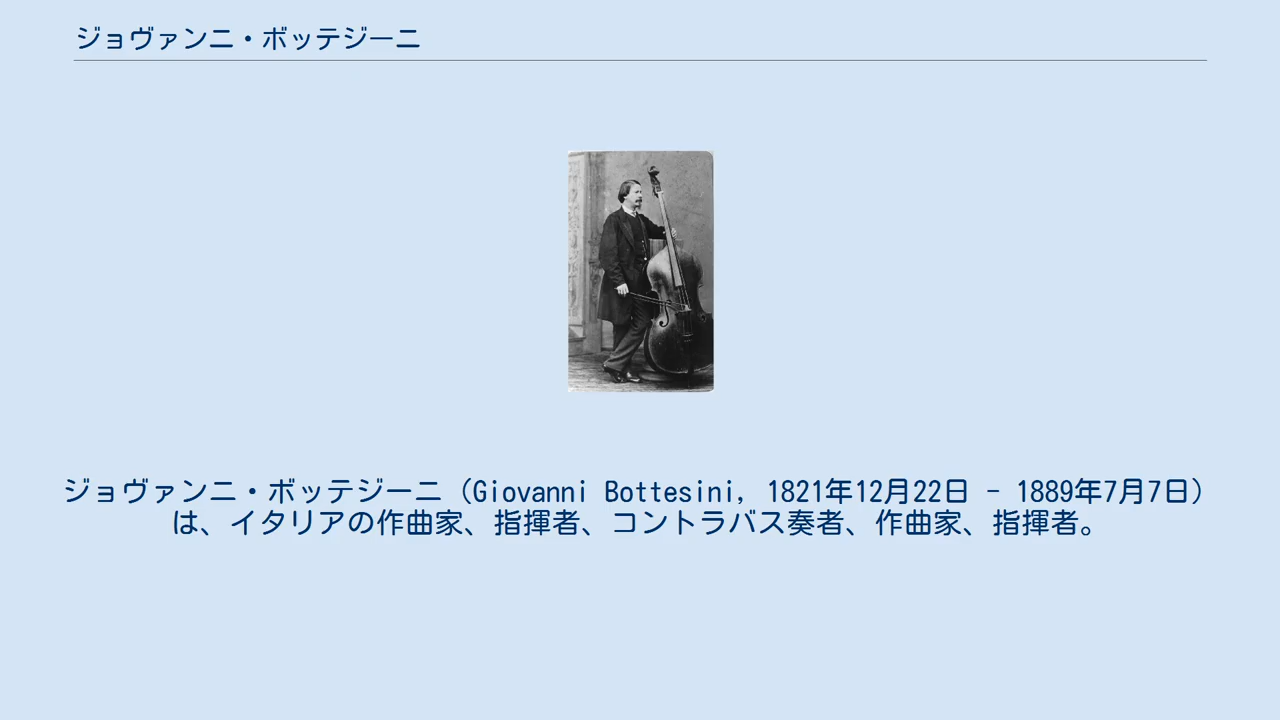 ジョヴァンニ・ボッテジーニ
ジョヴァンニ・ボッテジーニ（Giovanni Bottesini, 1821年12月22日 - 1889年7月7日）
は、イタリアの作曲家、指揮者、コントラバス奏者、作曲家、指揮者。